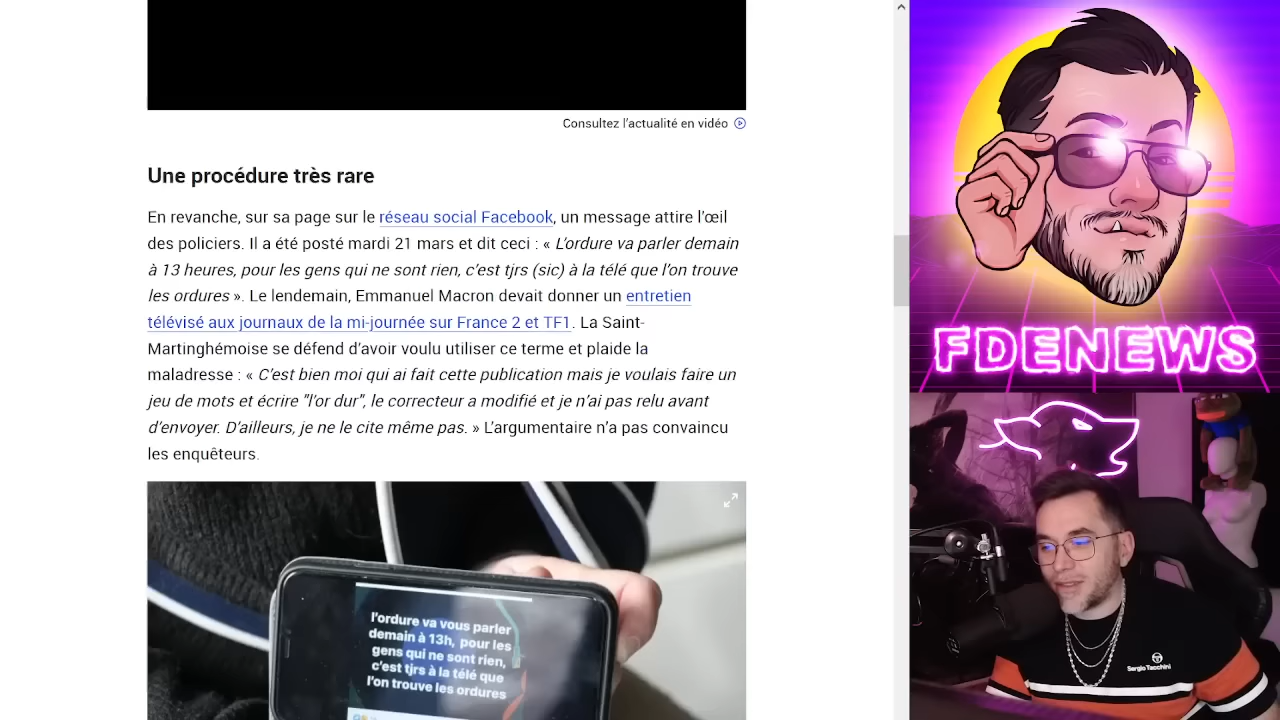 Consultez l'actualité en vidéo
Une procédure très rare
En revanche, sur sa page sur le réseau social Facebook, un message attire l'œil
des policiers. Il a été posté mardi 21 mars et dit ceci : « L'ordure va parler demain
à 13 heures, pour les gens qui ne sont rien, c'est tjrs (sic) à la télé que l'on trouve
les ordures ». Le lendemain, Emmanuel Macron devait donner un entretien
télévisé aux journaux de la mi-journée sur France 2 et TF1. La Saint-
Martinghémoise se défend d'avoir voulu utiliser ce terme et plaide la
maladresse : « C'est bien moi qui ai fait cette publication mais je voulais faire un
jeu de mots et écrire "l'or dur", le correcteur a modifié et je n'ai pas relu avant
d'envoyer. D'ailleurs, je ne le cite même pas. » L'argumentaire n'a pas convaincu
les enquêteurs.
l'ordure va vous parler
demain à 13h, pour les
gens qui ne sont rien,
c'est tjrs à la télé que
l'on trouve les ordures
FDENEWS
Sergio Tacchini